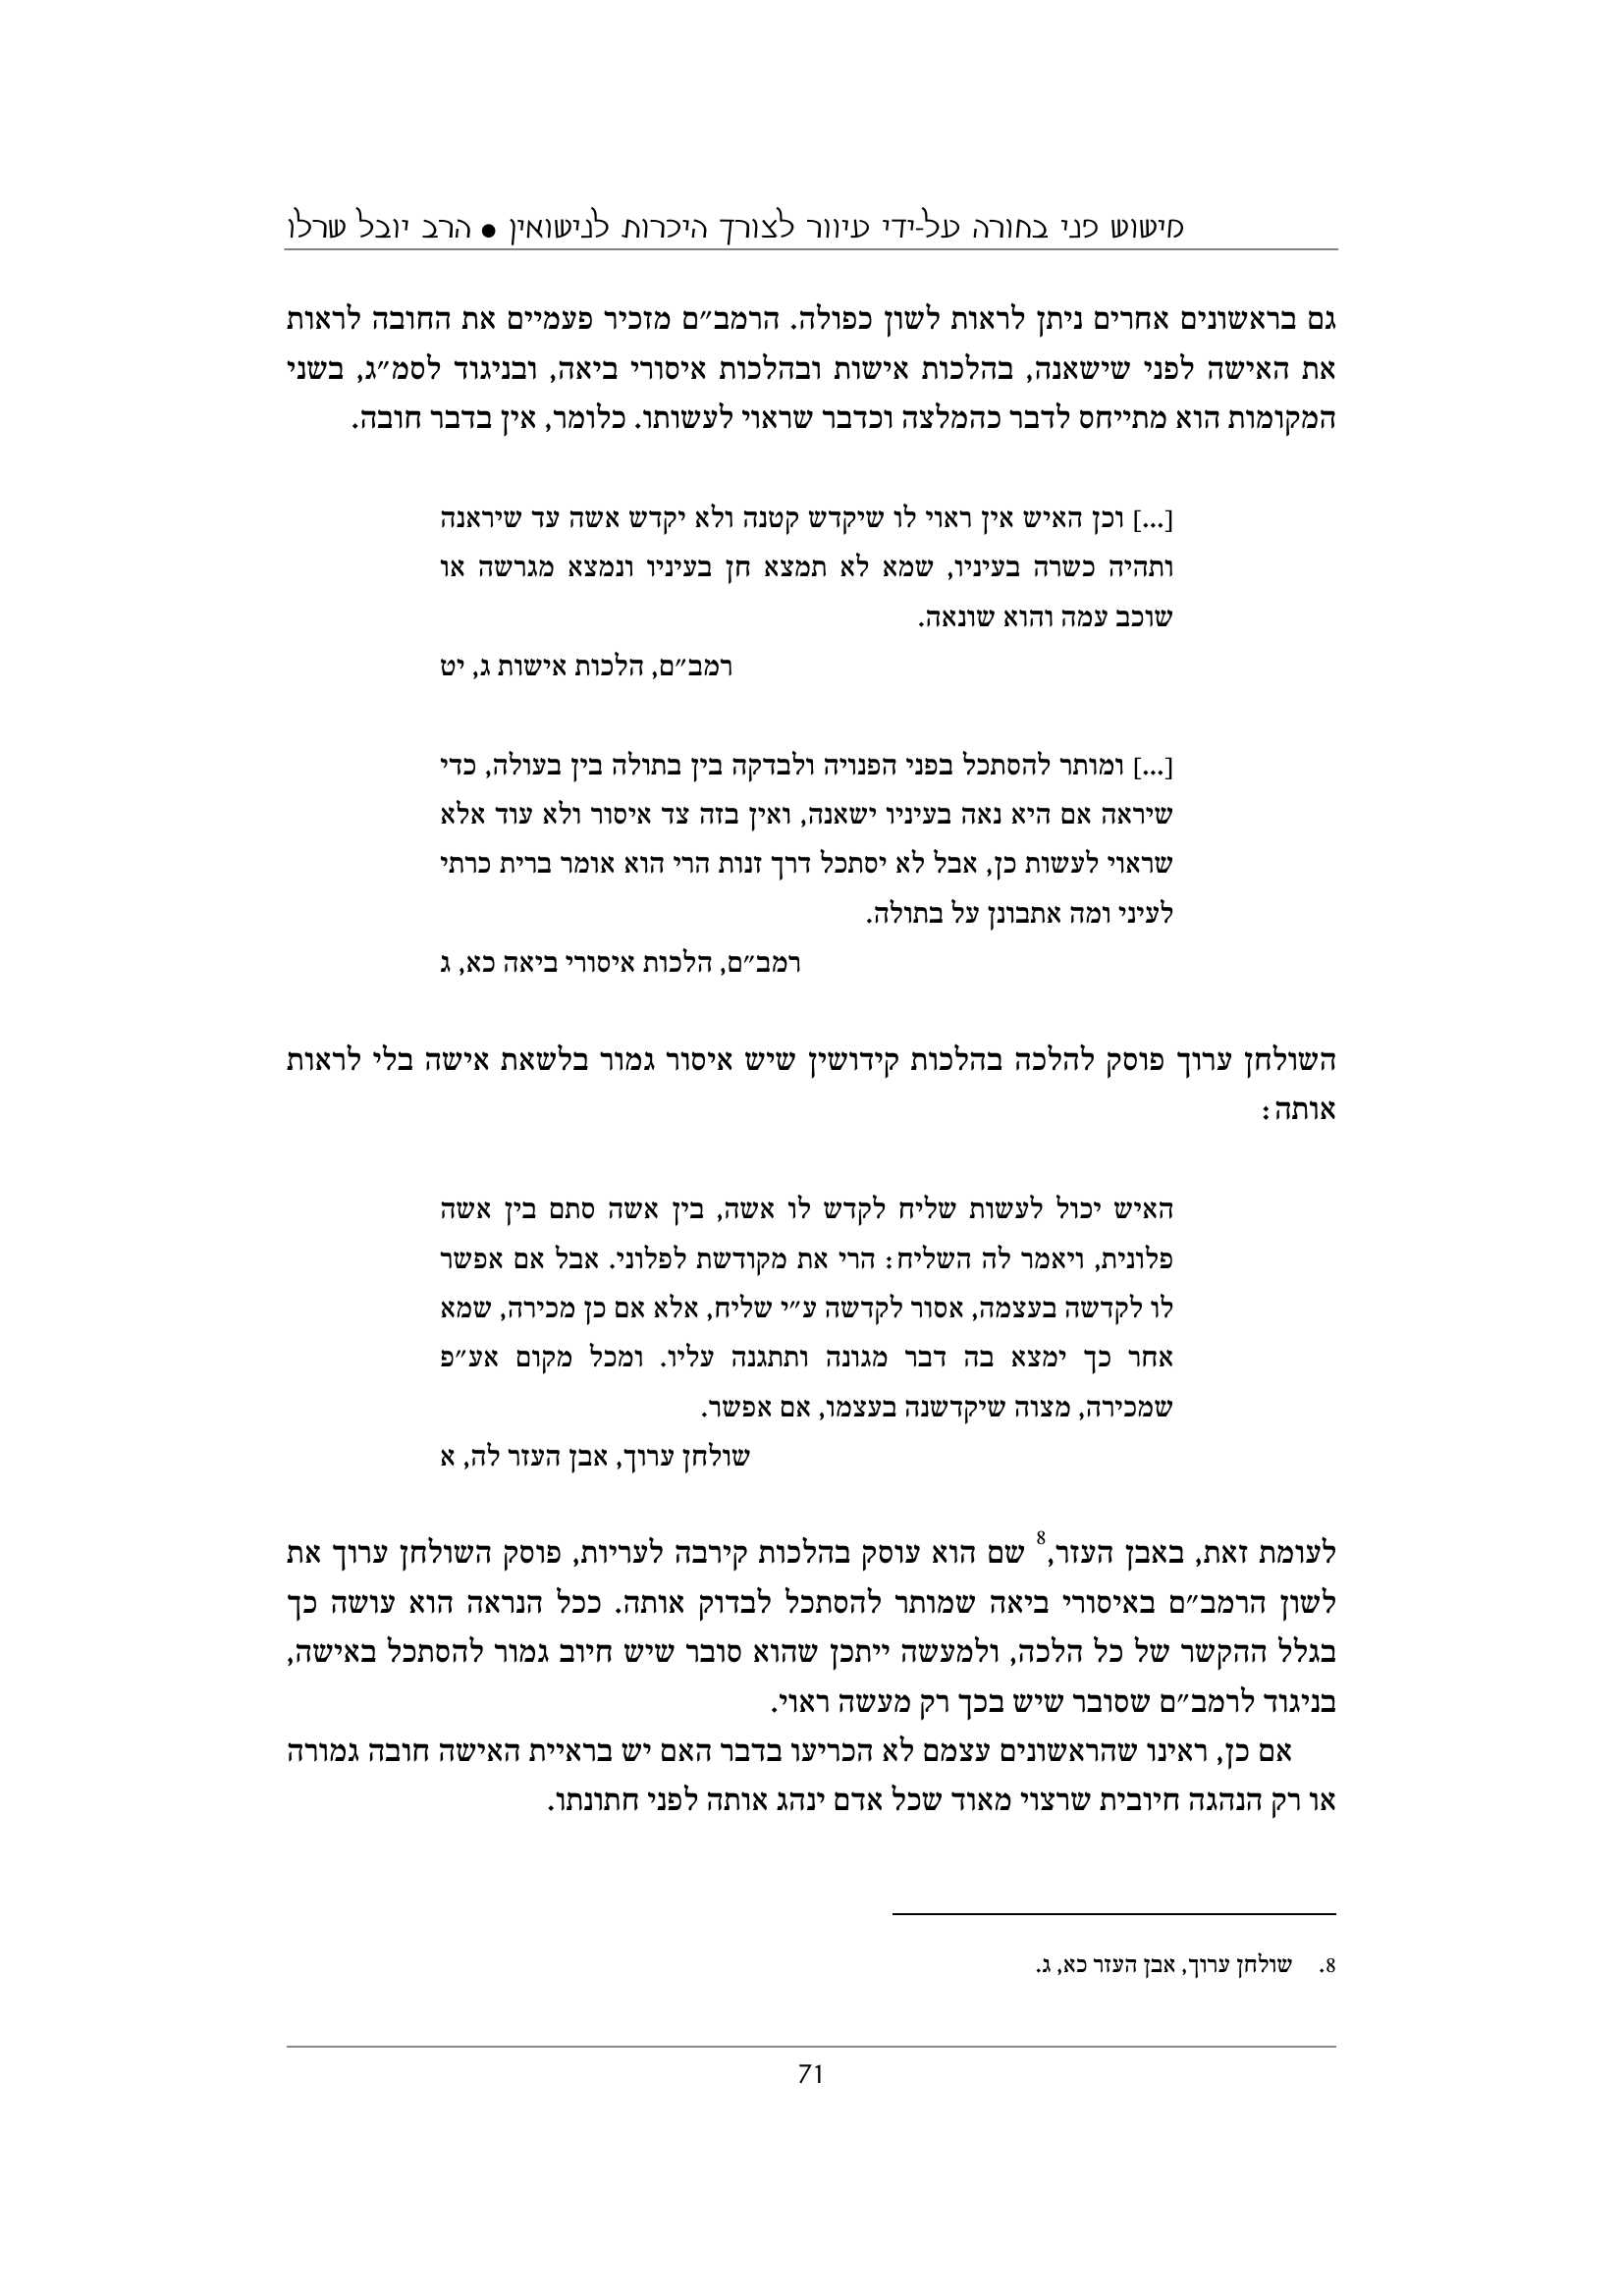 מישוש פני בחורה על-ידי עיוור לצורך היכרות לנישואין ● הרב יובל שרלו
גם בראשונים אחרים ניתן לראות לשון כפולה. הרמב״ם מזכיר פעמיים את החובה לראות
את האישה לפני שישאנה, בהלכות אישות ובהלכות איסורי ביאה, ובניגוד לסמ״ג, בשני
המקומות הוא מתייחס לדבר כהמלצה וכדבר שראוי לעשותו. כלומר, אין בדבר חובה.
[...] וכן האיש אין ראוי לו שיקדש קטנה ולא יקדש אשה עד שיראנה
ותהיה כשרה בעיניו, שמא לא תמצא חן בעיניו ונמצא מגרשה או
שוכב עמה והוא שונאה.
רמב״ם, הלכות אישות ג, יט
[...] ומותר להסתכל בפני הפנויה ולבדקה בין בתולה בין בעולה, כדי
שיראה אם היא נאה בעיניו ישאנה, ואין בזה צד איסור ולא עוד אלא
שראוי לעשות כן, אבל לא יסתכל דרך זנות הרי הוא אומר ברית כרתי
לעיני ומה אתבונן על בתולה.
רמב״ם, הלכות איסורי ביאה כא, ג
השולחן ערוך פוסק להלכה בהלכות קידושין שיש איסור גמור בלשאת אישה בלי לראות
אותה:
האיש יכול לעשות שליח לקדש לו אשה, בין אשה סתם בין אשה
פלונית, ויאמר לה השליח: הרי את מקודשת לפלוני. אבל אם אפשר
לו לקדשה בעצמה, אסור לקדשה ע״י שליח, אלא אם כן מכירה, שמא
אחר כך ימצא בה דבר מגונה ותתגנה עליו. ומכל מקום אע״פ
שמכירה, מצוה שיקדשנה בעצמו, אם אפשר.
שולחן ערוך, אבן העזר לה, א
לעומת זאת, באבן העזר,8 שם הוא עוסק בהלכות קירבה לעריות, פוסק השולחן ערוך את
לשון הרמב״ם באיסורי ביאה שמותר להסתכל לבדוק אותה. ככל הנראה הוא עושה כך
בגלל ההקשר של כל הלכה, ולמעשה ייתכן שהוא סובר שיש חיוב גמור להסתכל באישה,
בניגוד לרמב״ם שסובר שיש בכך רק מעשה ראוי.
אם כן, ראינו שהראשונים עצמם לא הכריעו בדבר האם יש בראיית האישה חובה גמורה
או רק הנהגה חיובית שרצוי מאוד שכל אדם ינהג אותה לפני חתונתו.
8. שולחן ערוך, אבן העזר כא, ג.
71